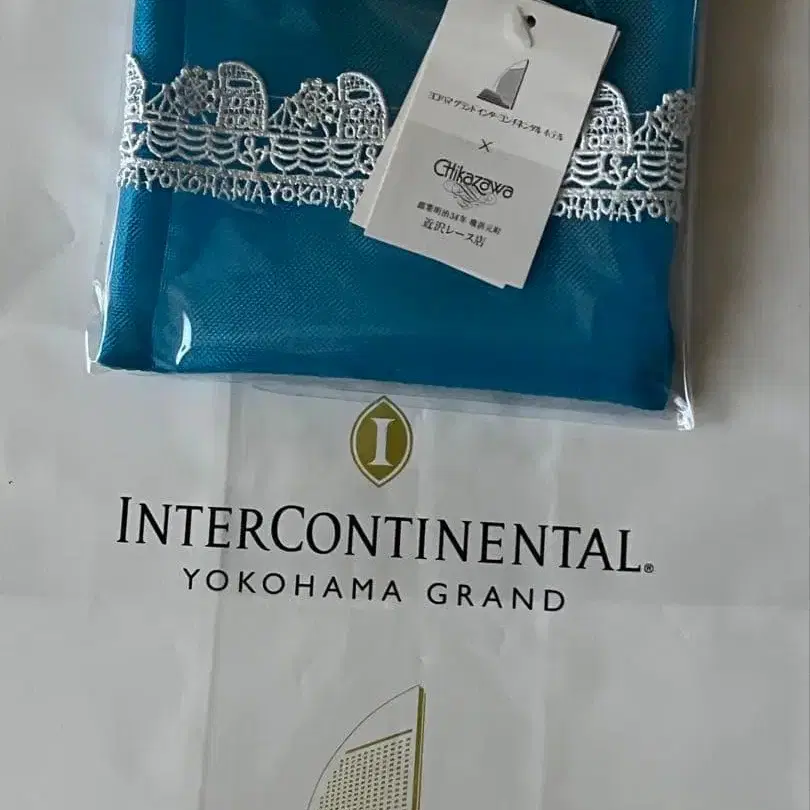 ヨコハマ グランド インターコンチネンタル ホテル
×
CHikazawa
創業明治34年 横浜元町
近沢レース店
YOKOHAMAYOKOHA
OHAMAYO
I
INTERCONTINENTAL®
YOKOHAMA GRAND